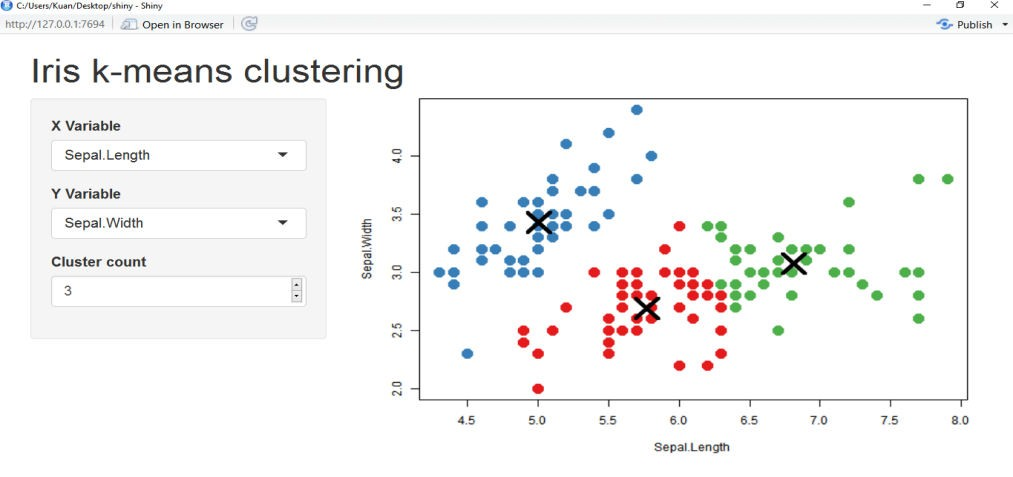 C:/Users/Kuan/Desktop/shiny - Shiny
http://127.0.0.1:7694
Open in Browser
Publish
Iris k-means clustering
X Variable
Sepal.Length
Y Variable
Sepal.Width
Cluster count
3
Sepal.Width
4.0
3.5
3.0
2.5
2.0
4.5 5.0 5.5 6.0 6.5 7.0 7.5 8.0
Sepal.Length